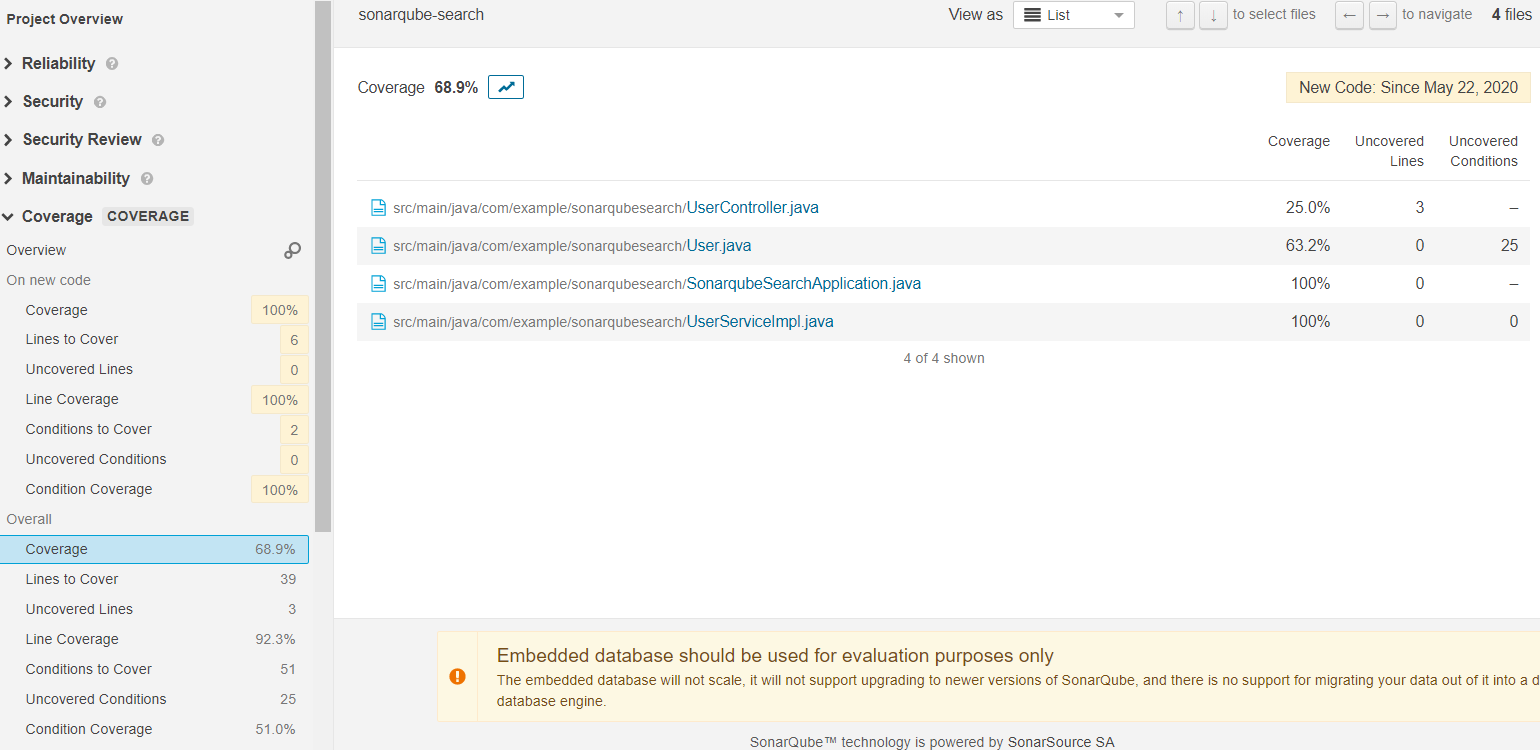 Project Overview
Reliability ?
Security ?
Security Review ?
Maintainability ?
Coverage COVERAGE
Overview
On new code
Coverage 100%
Lines to Cover 6
Uncovered Lines 0
Line Coverage 100%
Conditions to Cover 2
Uncovered Conditions 0
Condition Coverage 100%
Overall
Coverage 68.9%
Lines to Cover 39
Uncovered Lines 3
Line Coverage 92.3%
Conditions to Cover 51
Uncovered Conditions 25
Condition Coverage 51.0%
sonarqube-search View as List ↑ ↓ to select files ← → to navigate 4 files
Coverage 68.9% New Code: Since May 22, 2020
Coverage Uncovered Uncovered
Lines Conditions
src/main/java/com/example/sonarqubesearch/UserController.java 25.0% 3 –
src/main/java/com/example/sonarqubesearch/User.java 63.2% 0 25
src/main/java/com/example/sonarqubesearch/SonarqubeSearchApplication.java 100% 0 –
src/main/java/com/example/sonarqubesearch/UserServiceImpl.java 100% 0 0
4 of 4 shown
Embedded database should be used for evaluation purposes only
The embedded database will not scale, it will not support upgrading to newer versions of SonarQube, and there is no support for migrating your data out of it into a d
database engine.
SonarQube™ technology is powered by SonarSource SA